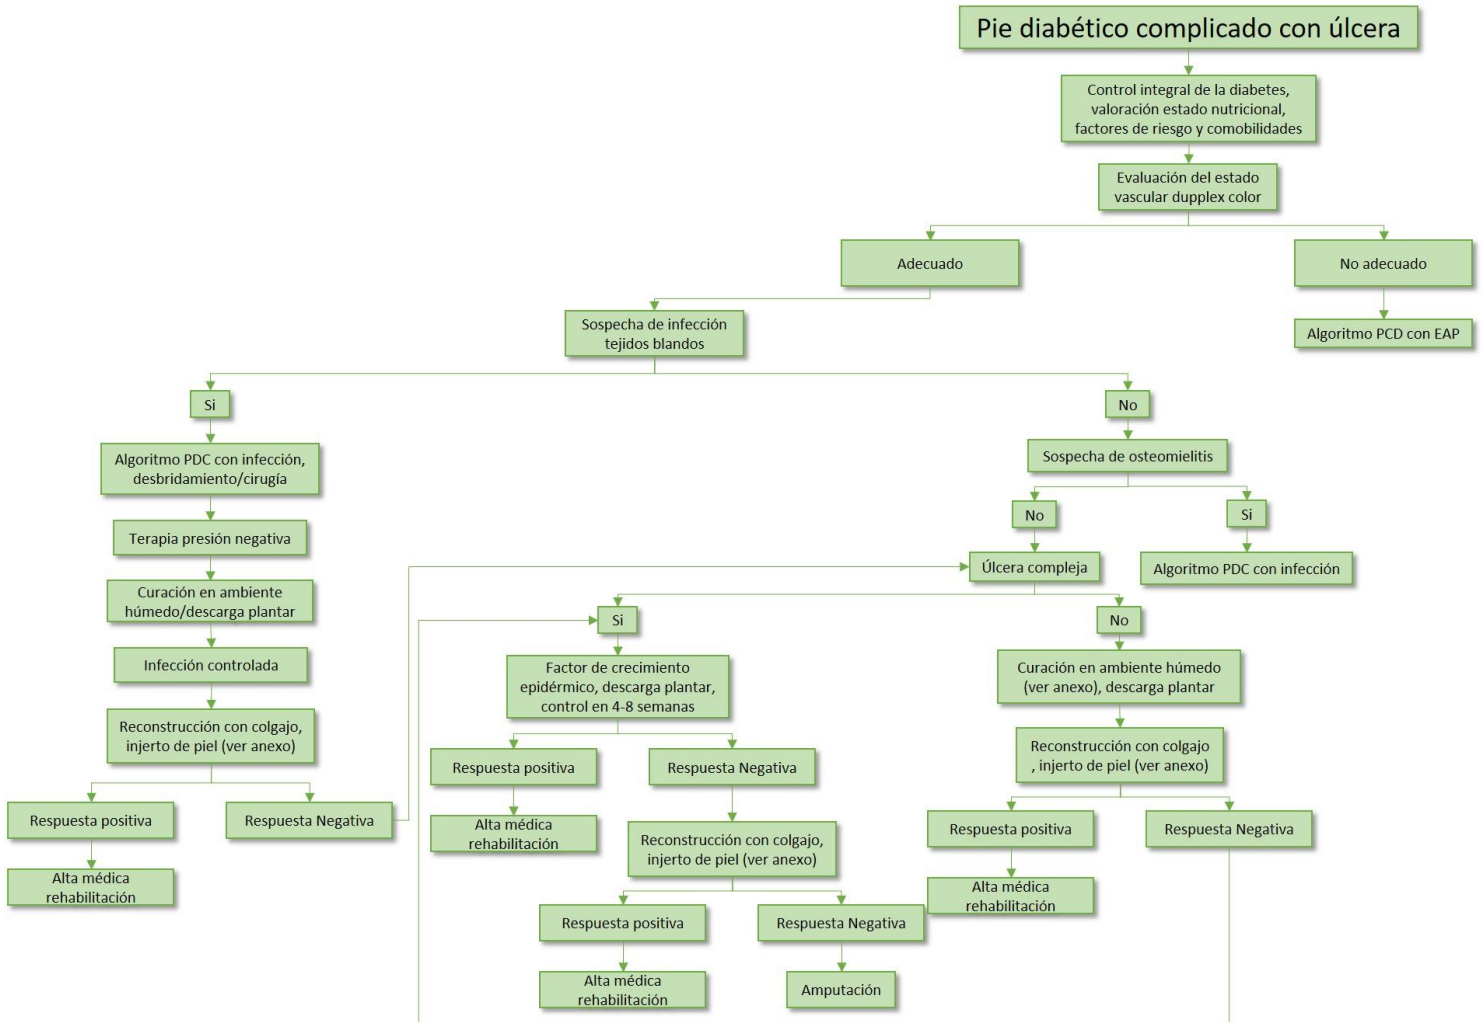 Pie diabético complicado con úlcera
Control integral de la diabetes,
valoración estado nutricional,
factores de riesgo y comobilidades
Evaluación del estado
vascular dupplex color
Adecuado
No adecuado
Algoritmo PCD con EAP
Sospecha de infección
tejidos blandos
Si
No
Algoritmo PDC con infección,
desbridamiento/cirugía
Terapia presión negativa
Curación en ambiente
húmedo/descarga plantar
Infección controlada
Reconstrucción con colgajo,
injerto de piel (ver anexo)
Respuesta positiva
Respuesta Negativa
Alta médica
rehabilitación
Sospecha de osteomielitis
No
Si
Úlcera compleja
Algoritmo PDC con infección
Si
No
Factor de crecimiento
epidérmico, descarga plantar,
control en 4-8 semanas
Respuesta positiva
Respuesta Negativa
Alta médica
rehabilitación
Reconstrucción con colgajo,
injerto de piel (ver anexo)
Respuesta positiva
Respuesta Negativa
Alta médica
rehabilitación
Amputación
Curación en ambiente húmedo
(ver anexo), descarga plantar
Reconstrucción con colgajo
, injerto de piel (ver anexo)
Respuesta positiva
Respuesta Negativa
Alta médica
rehabilitación